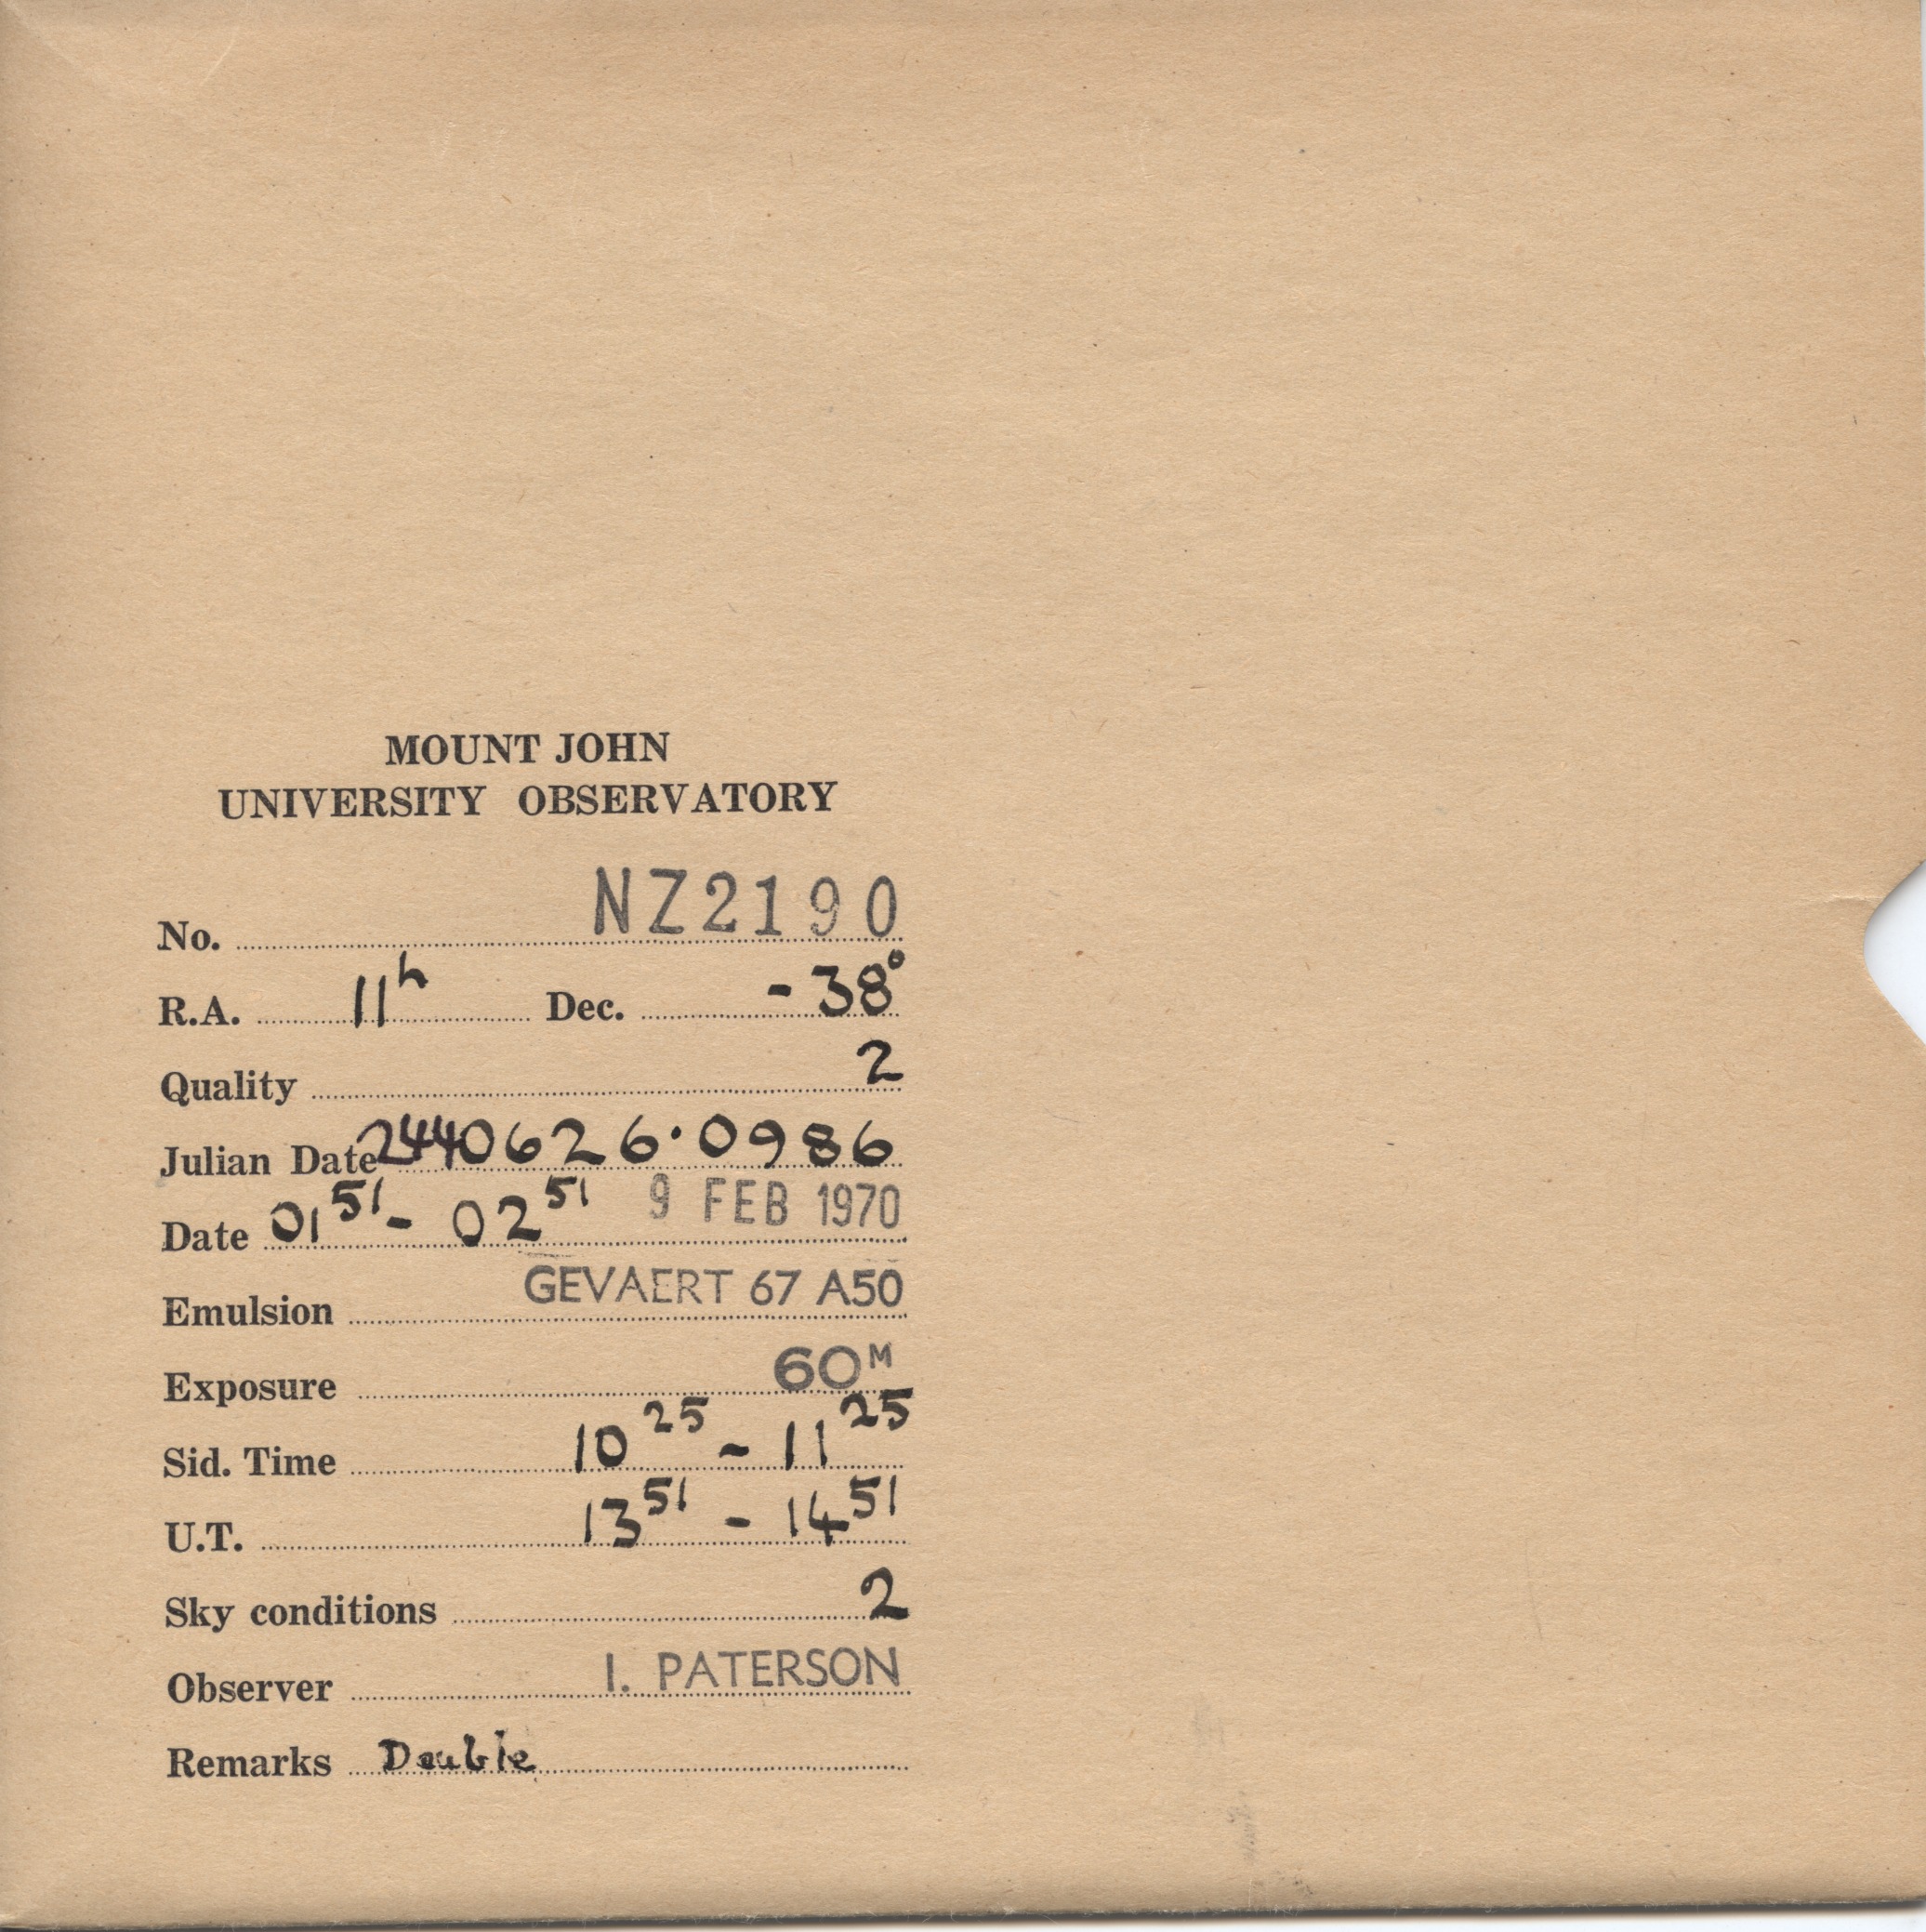 MOUNT JOHN
UNIVERSITY OBSERVATORY
No. NZ2190
R.A. 11h Dec. -38°
Quality 2
Julian Date 2440626.0986
Date 01 51 - 02 51 9 FEB 1970
Emulsion GEVAERT 67 A50
Exposure 60M
Sid. Time 10 25 - 11 25
U.T. 13 51 - 14 51
Sky conditions 2
Observer I. PATERSON
Remarks Double